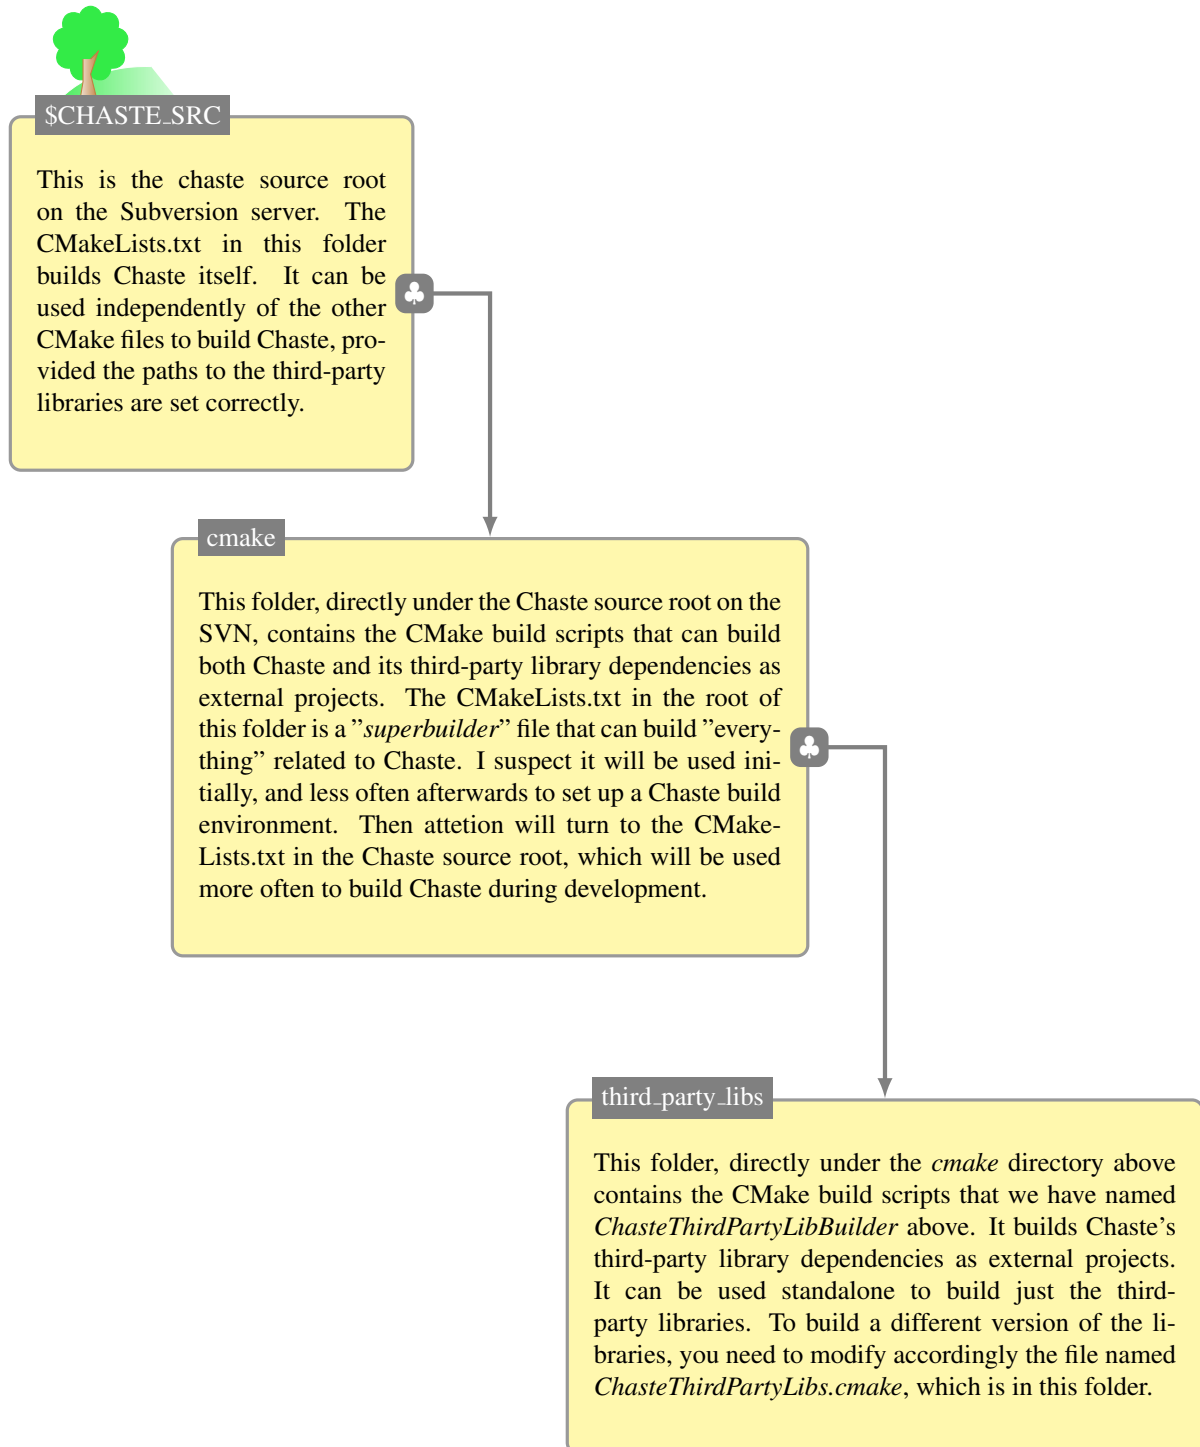 $CHASTE_SRC
This is the chaste source root
on the Subversion server. The
CMakeLists.txt in this folder
builds Chaste itself. It can be
used independently of the other
CMake files to build Chaste, pro-
vided the paths to the third-party
libraries are set correctly.
cmake
This folder, directly under the Chaste source root on the
SVN, contains the CMake build scripts that can build
both Chaste and its third-party library dependencies as
external projects. The CMakeLists.txt in the root of
this folder is a ”superbuilder” file that can build ”every-
thing” related to Chaste. I suspect it will be used ini-
tially, and less often afterwards to set up a Chaste build
environment. Then attetion will turn to the CMake-
Lists.txt in the Chaste source root, which will be used
more often to build Chaste during development.
third_party_libs
This folder, directly under the cmake directory above
contains the CMake build scripts that we have named
ChasteThirdPartyLibBuilder above. It builds Chaste’s
third-party library dependencies as external projects.
It can be used standalone to build just the third-
party libraries. To build a different version of the li-
braries, you need to modify accordingly the file named
ChasteThirdPartyLibs.cmake, which is in this folder.